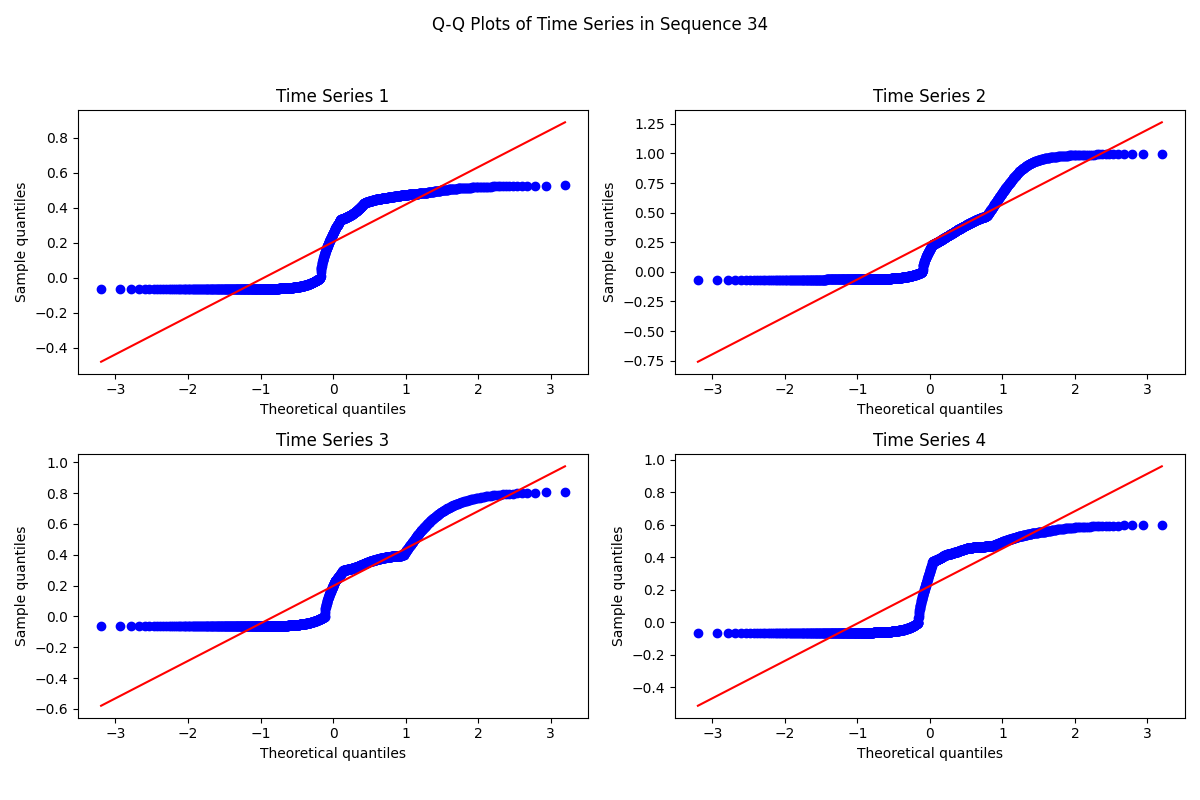 Q-Q Plots of Time Series in Sequence 34
Time Series 1
Sample quantiles
0.8
0.6
0.4
0.2
0.0
−0.2
−0.4
−3 −2 −1 0 1 2 3
Theoretical quantiles
Time Series 2
Sample quantiles
1.25
1.00
0.75
0.50
0.25
0.00
−0.25
−0.50
−0.75
−3 −2 −1 0 1 2 3
Theoretical quantiles
Time Series 3
Sample quantiles
1.0
0.8
0.6
0.4
0.2
0.0
−0.2
−0.4
−0.6
−3 −2 −1 0 1 2 3
Theoretical quantiles
Time Series 4
Sample quantiles
1.0
0.8
0.6
0.4
0.2
0.0
−0.2
−0.4
−3 −2 −1 0 1 2 3
Theoretical quantiles